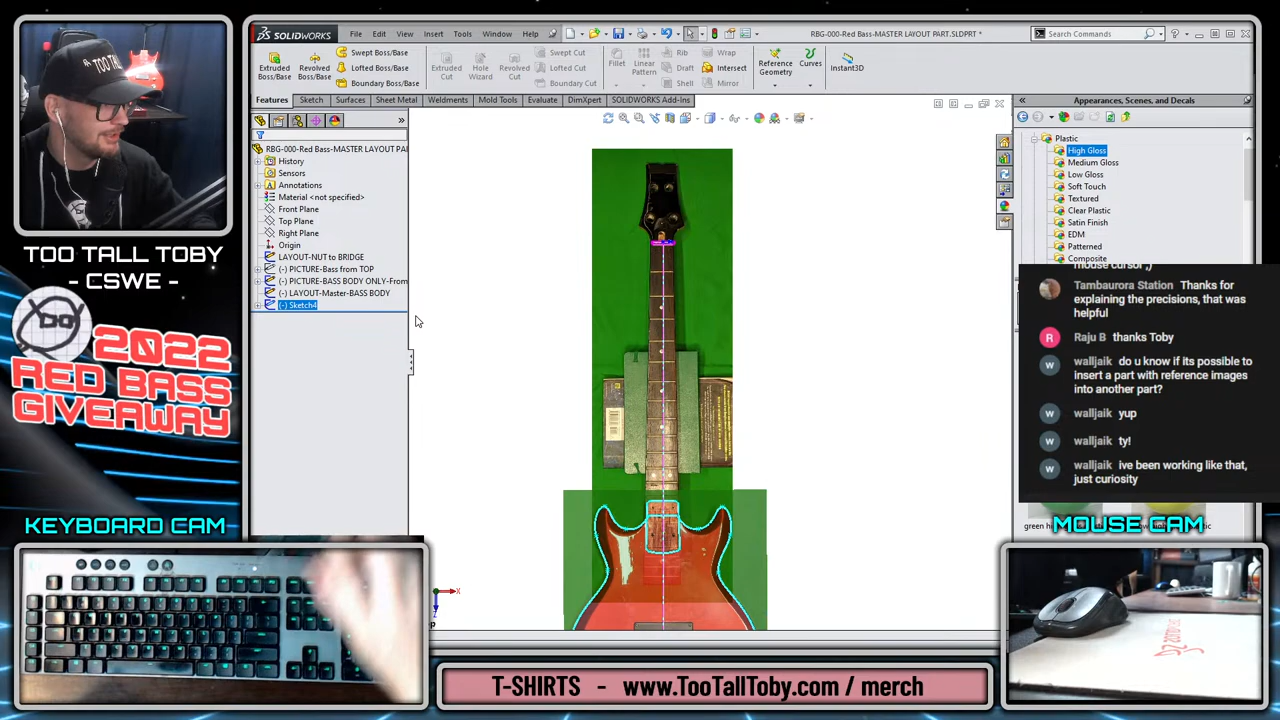 SOLIDWORKS
File Edit View Insert Tools Window Help
RBG-000-Red Bass-MASTER LAYOUT PART.SLDPRT *
Search Commands
Extruded Boss/Base
Revolved Boss/Base
Swept Boss/Base
Lofted Boss/Base
Boundary Boss/Base
Extruded Cut
Hole Wizard
Revolved Cut
Swept Cut
Lofted Cut
Boundary Cut
Fillet
Linear Pattern
Rib
Draft
Shell
Wrap
Intersect
Mirror
Reference Geometry
Curves
Instant3D
Features Sketch Surfaces Sheet Metal Weldments Mold Tools Evaluate DimXpert SOLIDWORKS Add-Ins
RBG-000-Red Bass-MASTER LAYOUT PAI
History
Sensors
Annotations
Material <not specified>
Front Plane
Top Plane
Right Plane
Origin
LAYOUT-NUT to BRIDGE
(-) PICTURE-Bass from TOP
(-) PICTURE-BASS BODY ONLY-From
(-) LAYOUT-Master-BASS BODY
(-) Sketch4
X
Z
Appearances, Scenes, and Decals
Plastic
High Gloss
Medium Gloss
Low Gloss
Soft Touch
Textured
Clear Plastic
Satin Finish
EDM
Patterned
Composite
mouse cursor ;)
Tambaurora Station Thanks for
explaining the precisions, that was
helpful
R Raju B thanks Toby
w walljaik do u know if its possible to
insert a part with reference images
into another part?
w walljaik yup
w walljaik ty!
w walljaik ive been working like that,
just curiosity
TOO TALL TOBY
- CSWE -
2022
RED BASS
GIVEAWAY
KEYBOARD CAM
MOUSE CAM
T-SHIRTS - www.TooTallToby.com / merch